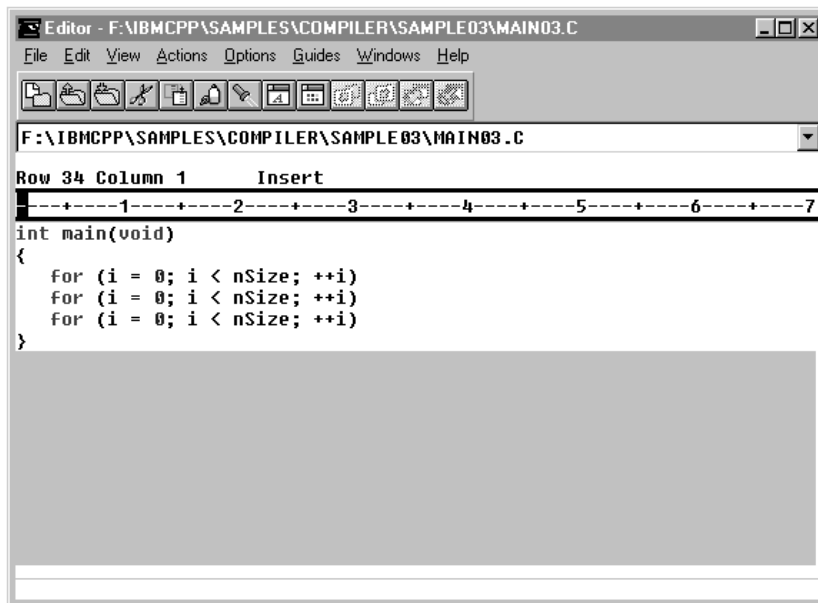 Editor - F:\IBMCPP\SAMPLES\COMPILER\SAMPLE03\MAIN03.C
File Edit View Actions Options Guides Windows Help
F:\IBMCPP\SAMPLES\COMPILER\SAMPLE03\MAIN03.C
Row 34 Column 1 Insert
----+----1----+----2----+----3----+----4----+----5----+----6----+----7
int main(void)
{
for (i = 0; i < nSize; ++i)
for (i = 0; i < nSize; ++i)
for (i = 0; i < nSize; ++i)
}